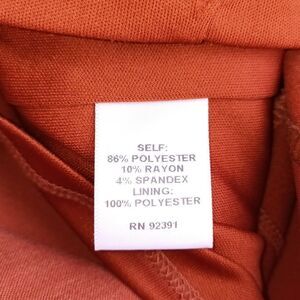 SELF:
86% POLYESTER
10% RAYON
4% SPANDEX
LINING:
100% POLYESTER
RN 92391